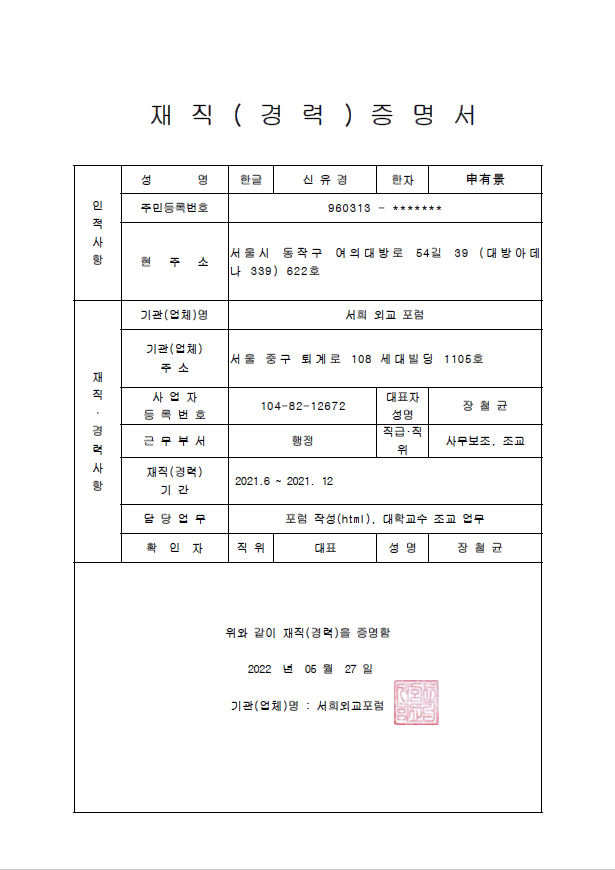 재 직 ( 경 력 ) 증 명 서
인적사항
성 명 한글 신 유 경 한자 申有景
주민등록번호 960313 - *******
현 주 소 서울시 동작구 여의대방로 54길 39 (대방아데
나 339) 622호
재직·경력사항
기관(업체)명 서희 외교 포럼
기관(업체)
주 소
서울 중구 퇴계로 108 세대빌딩 1105호
사 업 자
등 록 번 호
104-82-12672
대표자
성명
장 철 균
근 무 부 서 행정
직급·직
위
사무보조, 조교
재직(경력)
기 간
2021.6 ~ 2021. 12
담 당 업 무 포럼 작성(html), 대학교수 조교 업무
확 인 자 직 위 대표 성 명 장 철 균
위와 같이 재직(경력)을 증명함
2022 년 05 월 27 일
기관(업체)명 : 서희외교포럼